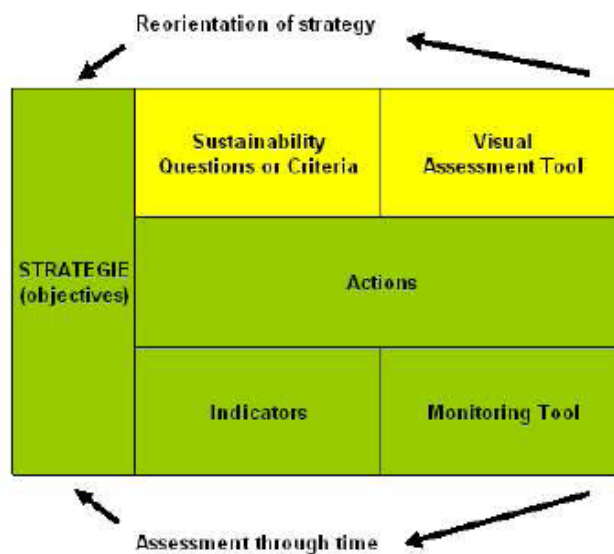 Reorientation of strategy
Sustainability
Questions or Criteria
Visual
Assessment Tool
STRATEGIE
(objectives)
Actions
Indicators
Monitoring Tool
Assessment through time